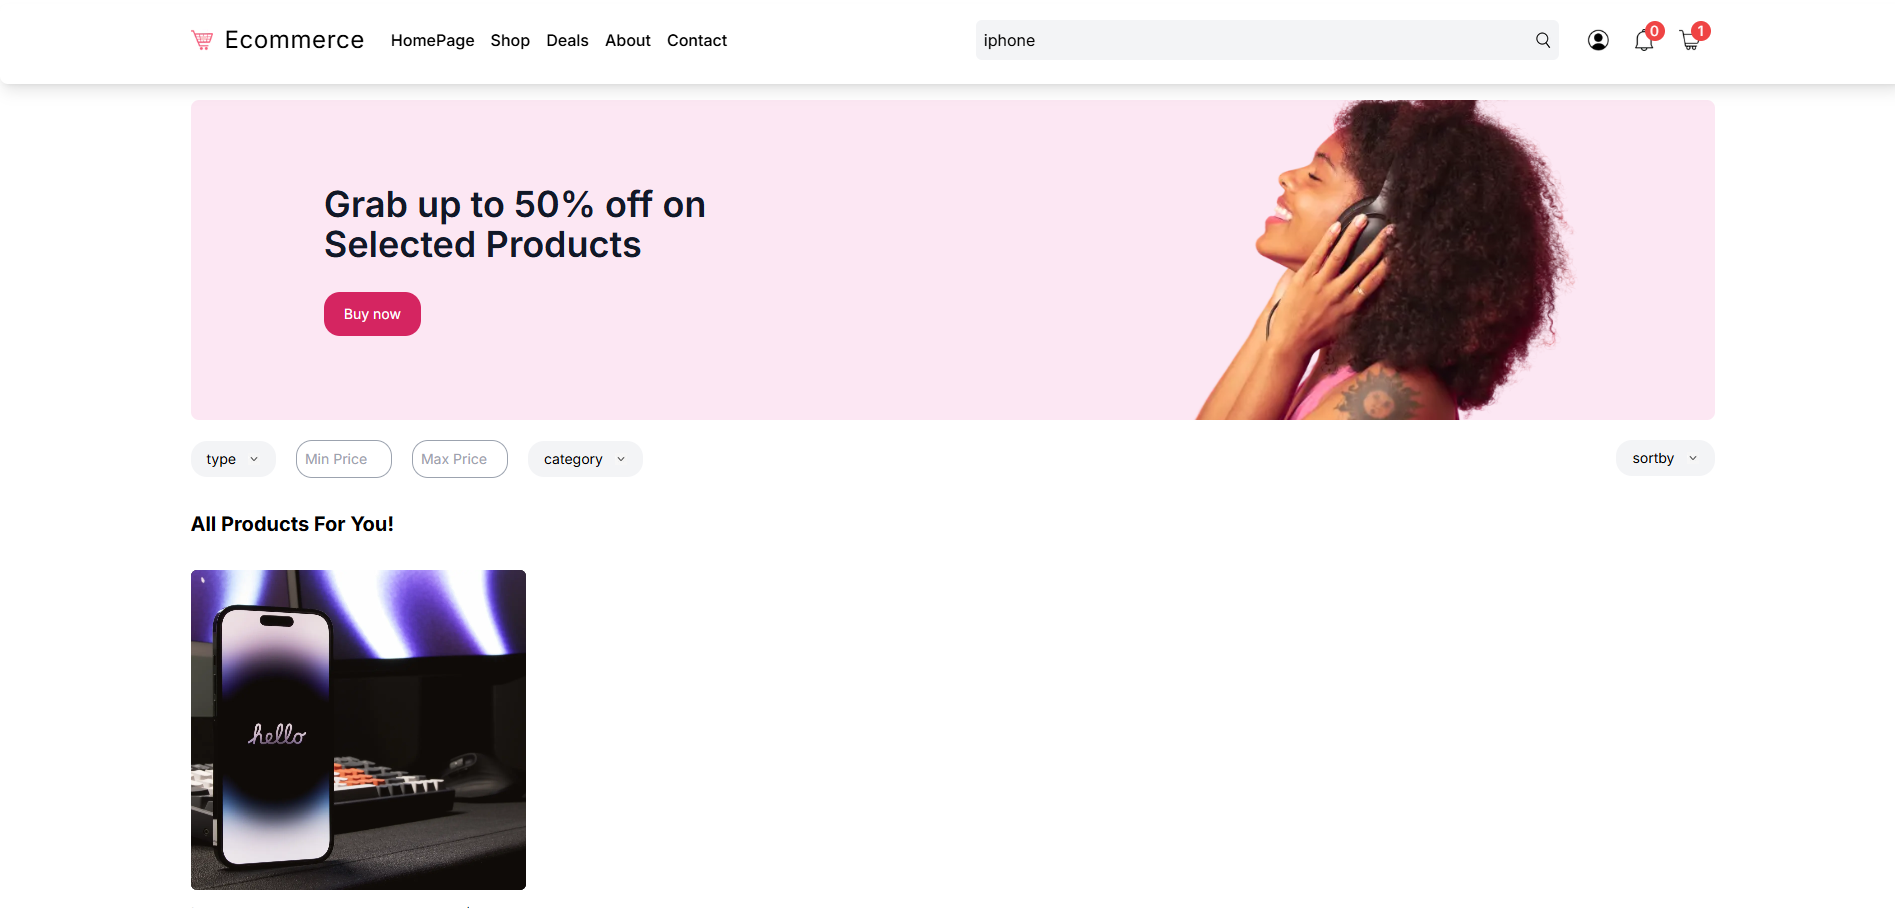 Ecommerce HomePage Shop Deals About Contact iphone 0 1
Grab up to 50% off on
Selected Products
Buy now
type Min Price Max Price category sortby
All Products For You!
hello